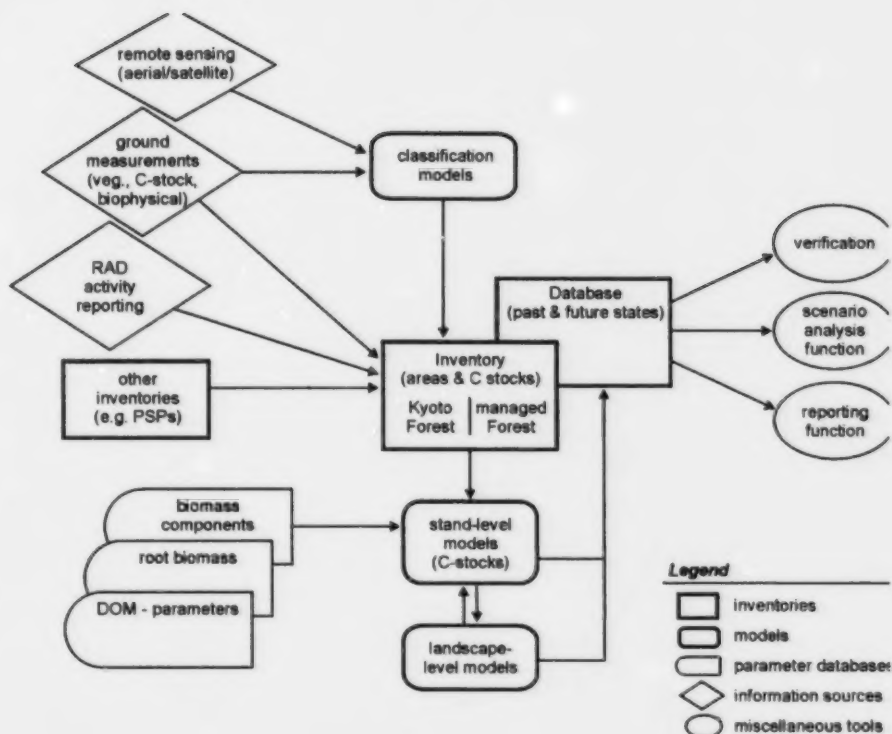 remote sensing
(aerial/satellite)
ground
measurements
(veg., C-stock,
biophysical)
RAD
activity
reporting
other
inventories
(e.g. PSPs)
classification
models
Database
(past & future states)
Inventory
(areas & C stocks)
Kyoto
Forest
managed
Forest
verification
scenario
analysis
function
reporting
function
biomass
components
root biomass
DOM - parameters
stand-level
models
(C-stocks)
landscape-
level models
Legend
inventories
models
parameter databases
information sources
miscellaneous tools